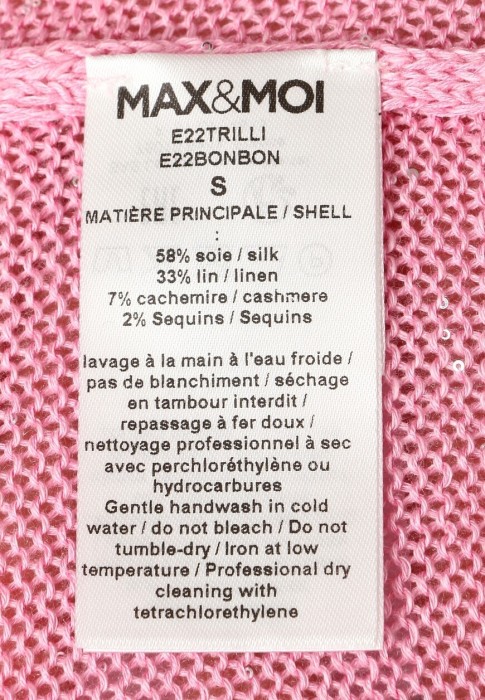 MAX&MOI
E22TRILLI
E22BONBON
S
MATIÈRE PRINCIPALE / SHELL
:
58% soie / silk
33% lin / linen
7% cachemire / cashmere
2% Sequins / Sequins
lavage à la main à l'eau froide /
pas de blanchiment / séchage
en tambour interdit /
repassage à fer doux /
nettoyage professionnel à sec
avec perchloréthylène ou
hydrocarbures
Gentle handwash in cold
water / do not bleach / Do not
tumble-dry / Iron at low
temperature / Professional dry
cleaning with
tetrachlorethylene